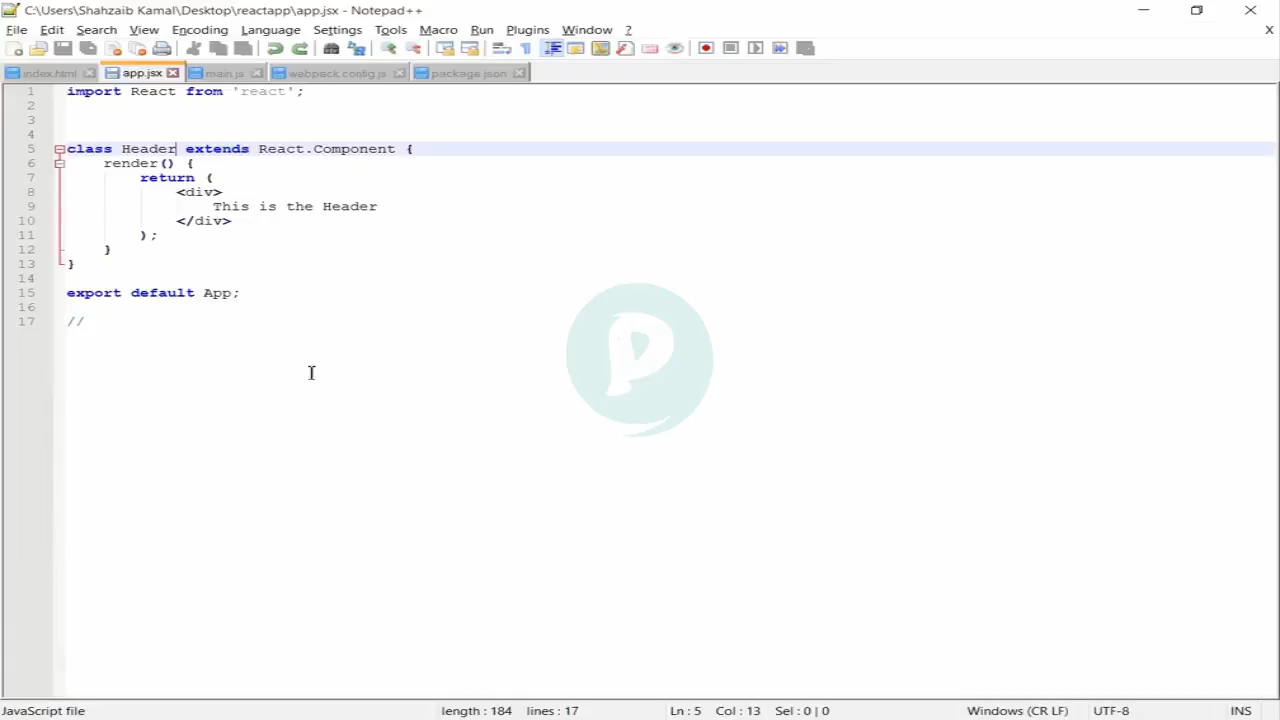 C:\Users\Shahzaib Kamal\Desktop\reactapp\app.jsx - Notepad++
File Edit Search View Encoding Language Settings Tools Macro Run Plugins Window ? X
index.html app.jsx main.js webpack.config.js package.json
1 import React from 'react';
2
3
4
5 class Header extends React.Component {
6 render() {
7 return (
8 <div>
9 This is the Header
10 </div>
11 );
12 }
13 }
14
15 export default App;
16
17 //
P
JavaScript file length : 184 lines : 17 Ln : 5 Col : 13 Sel : 0 | 0 Windows (CR LF) UTF-8 INS